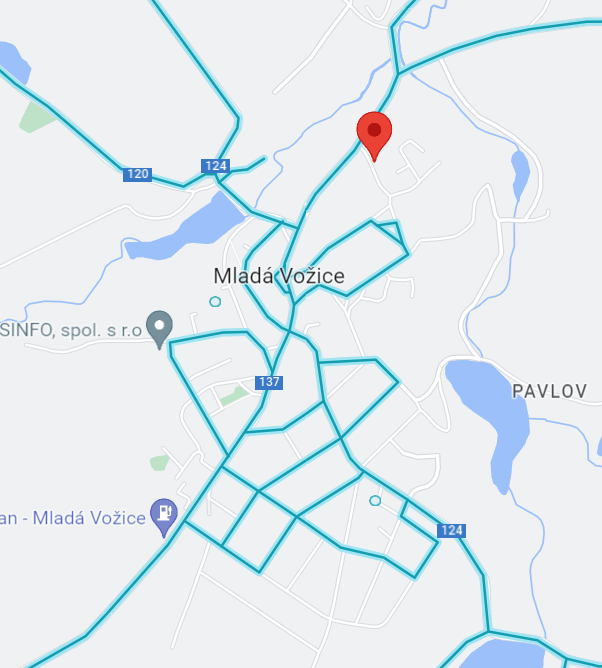 124
120
Mladá Vožice
SINFO, spol. s r.o
137
PAVLOV
an - Mladá Vožice
124